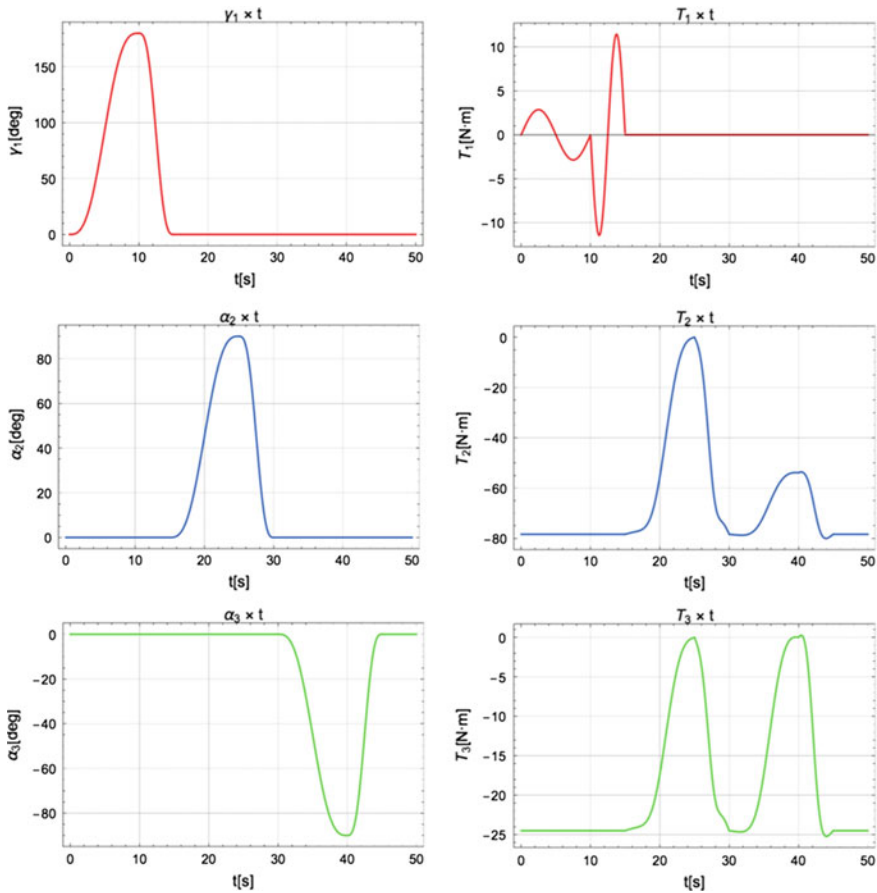 γ₁ × t
150
100
50
0
γ₁[deg]
0 10 20 30 40 50
t[s]
T₁ × t
10
5
0
−5
−10
T₁[N·m]
0 10 20 30 40 50
t[s]
α₂ × t
80
60
40
20
0
α₂[deg]
0 10 20 30 40 50
t[s]
T₂ × t
0
−20
−40
−60
−80
T₂[N·m]
0 10 20 30 40 50
t[s]
α₃ × t
0
−20
−40
−60
−80
α₃[deg]
0 10 20 30 40 50
t[s]
T₃ × t
0
−5
−10
−15
−20
−25
T₃[N·m]
0 10 20 30 40 50
t[s]